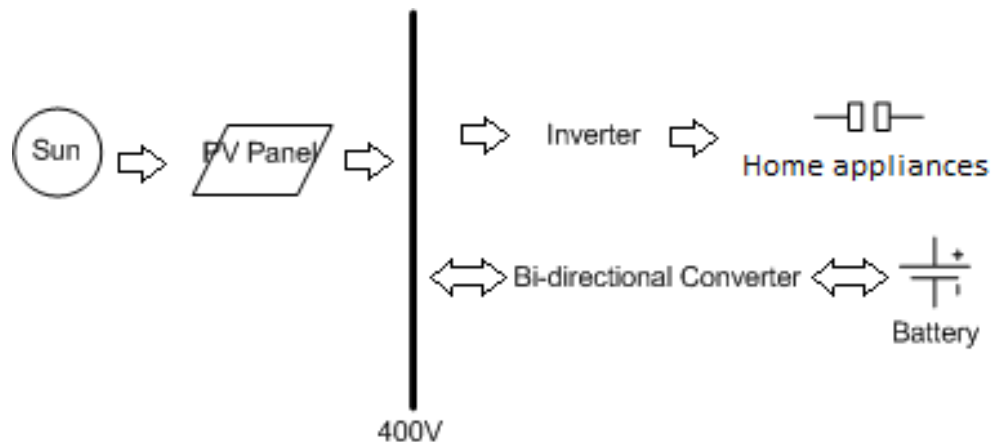 Sun
PV Panel
Inverter
Home appliances
Bi-directional Converter
+
Battery
400V